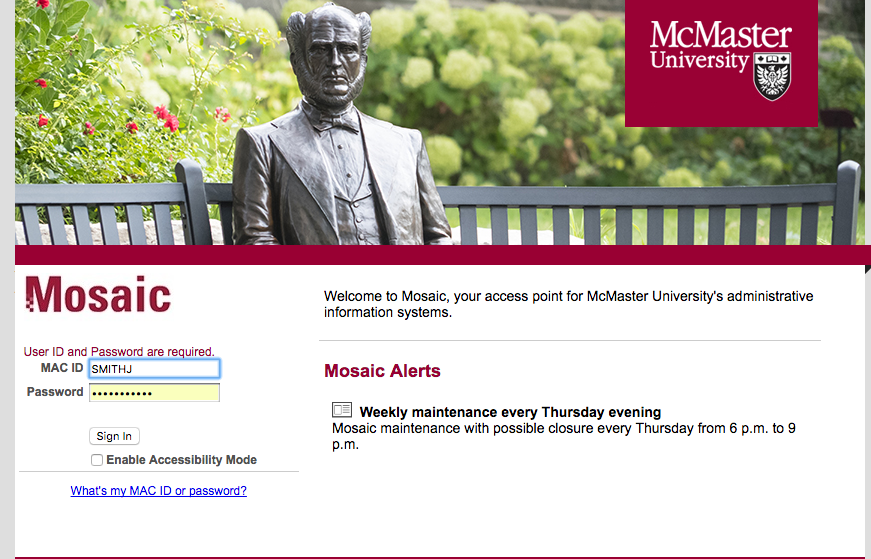 McMaster
University
Mosaic
Welcome to Mosaic, your access point for McMaster University's administrative
information systems.
User ID and Password are required.
MAC ID SMITHJ
Password •••••••••••
Sign In
Enable Accessibility Mode
What's my MAC ID or password?
Mosaic Alerts
Weekly maintenance every Thursday evening
Mosaic maintenance with possible closure every Thursday from 6 p.m. to 9
p.m.